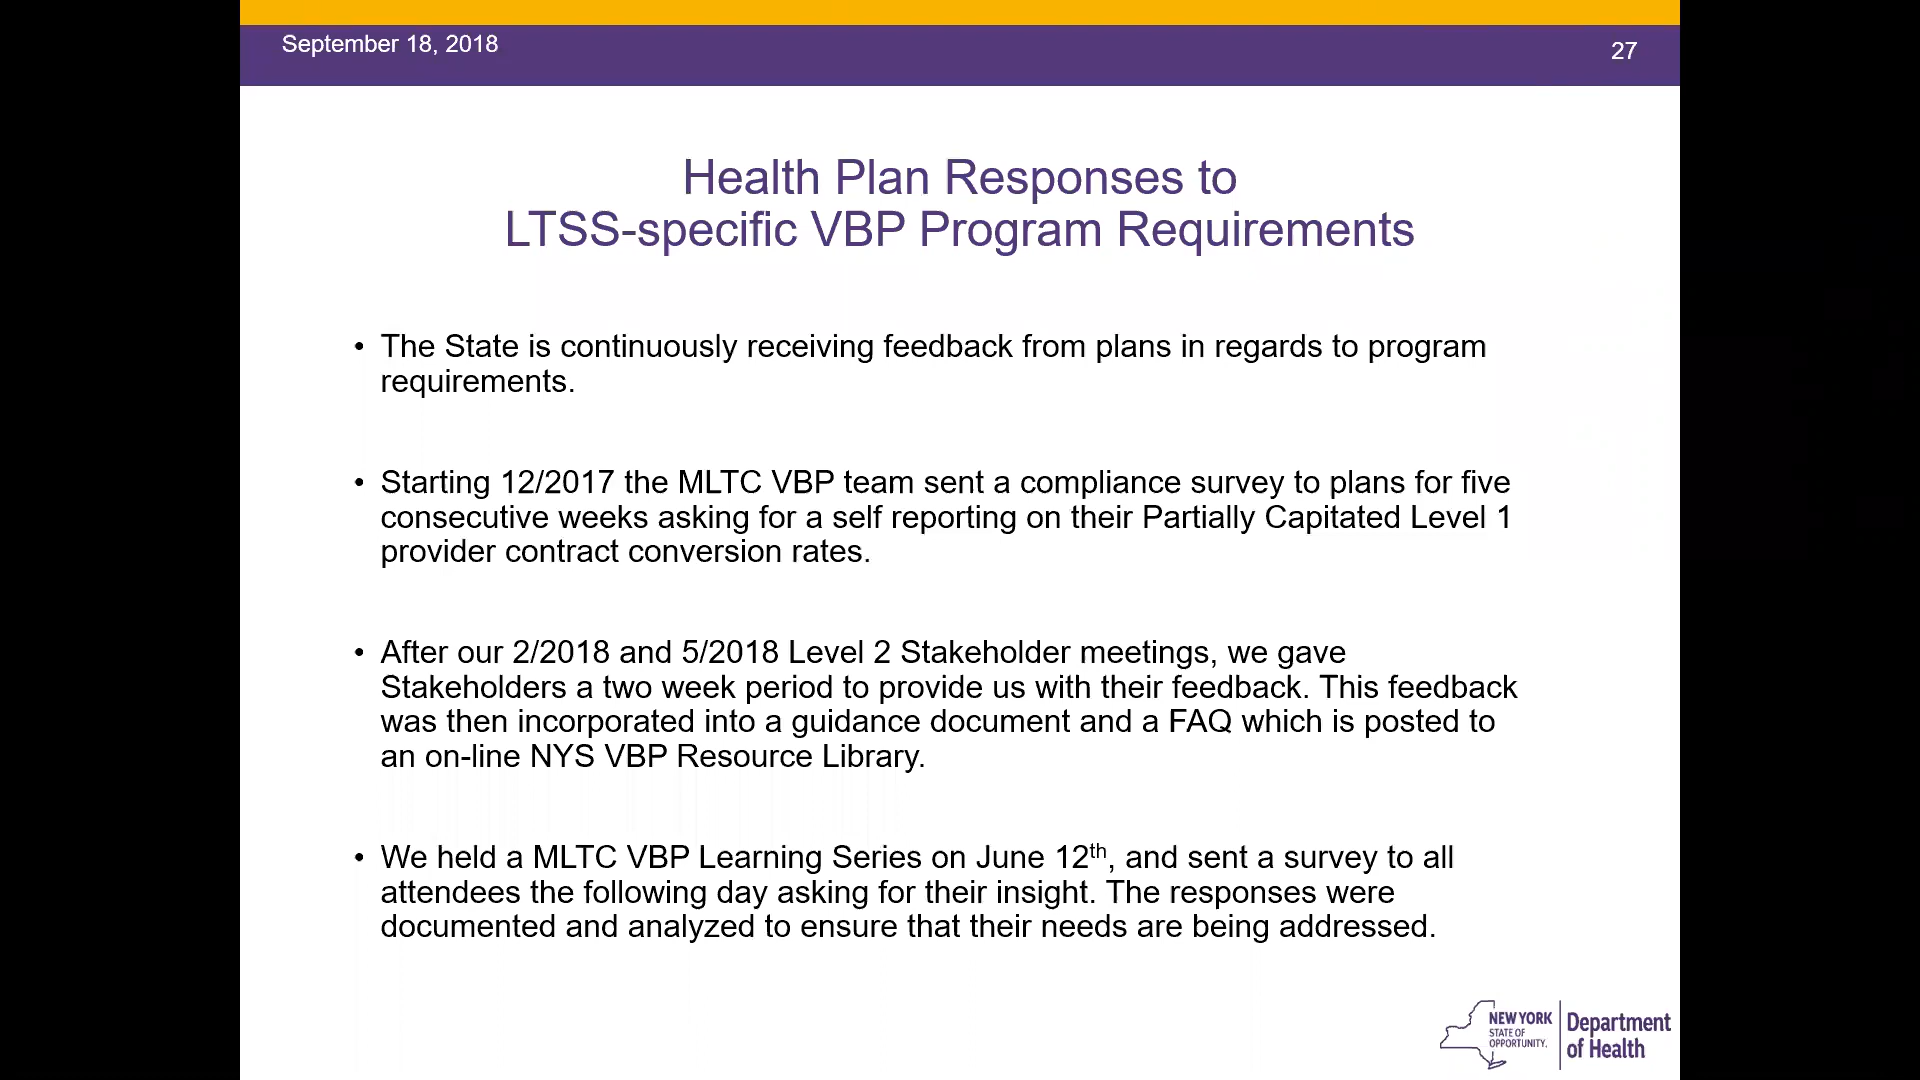 September 18, 2018
27
Health Plan Responses to
LTSS-specific VBP Program Requirements
• The State is continuously receiving feedback from plans in regards to program
requirements.
• Starting 12/2017 the MLTC VBP team sent a compliance survey to plans for five
consecutive weeks asking for a self reporting on their Partially Capitated Level 1
provider contract conversion rates.
• After our 2/2018 and 5/2018 Level 2 Stakeholder meetings, we gave
Stakeholders a two week period to provide us with their feedback. This feedback
was then incorporated into a guidance document and a FAQ which is posted to
an on-line NYS VBP Resource Library.
• We held a MLTC VBP Learning Series on June 12th, and sent a survey to all
attendees the following day asking for their insight. The responses were
documented and analyzed to ensure that their needs are being addressed.
NEW YORK
STATE OF
OPPORTUNITY.
Department
of Health